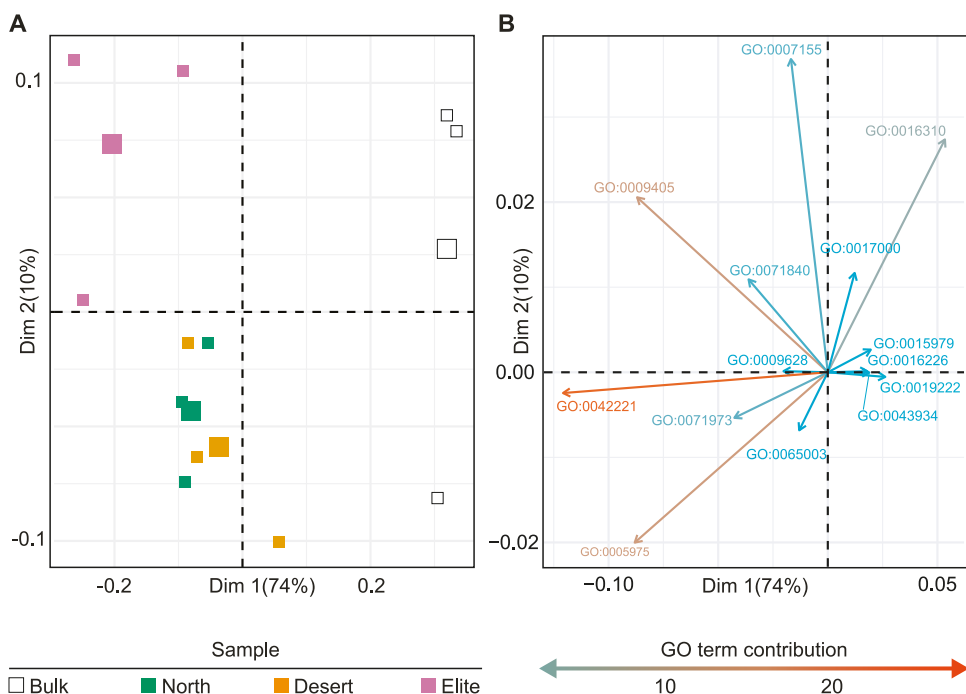 A
B
0.1
-0.1
Dim 2(10%)
-0.2
Dim 1(74%)
0.2
GO:0007155
GO:0016310
GO:0009405
GO:0017000
GO:0071840
GO:0015979
GO:0009628
GO:0016226
GO:0019222
GO:0042221
GO:0043934
GO:0071973
GO:0065003
GO:0005975
0.02
0.00
−0.02
Dim 2(10%)
−0.10
Dim 1(74%)
0.05
Sample
Bulk North Desert Elite
GO term contribution
10 20